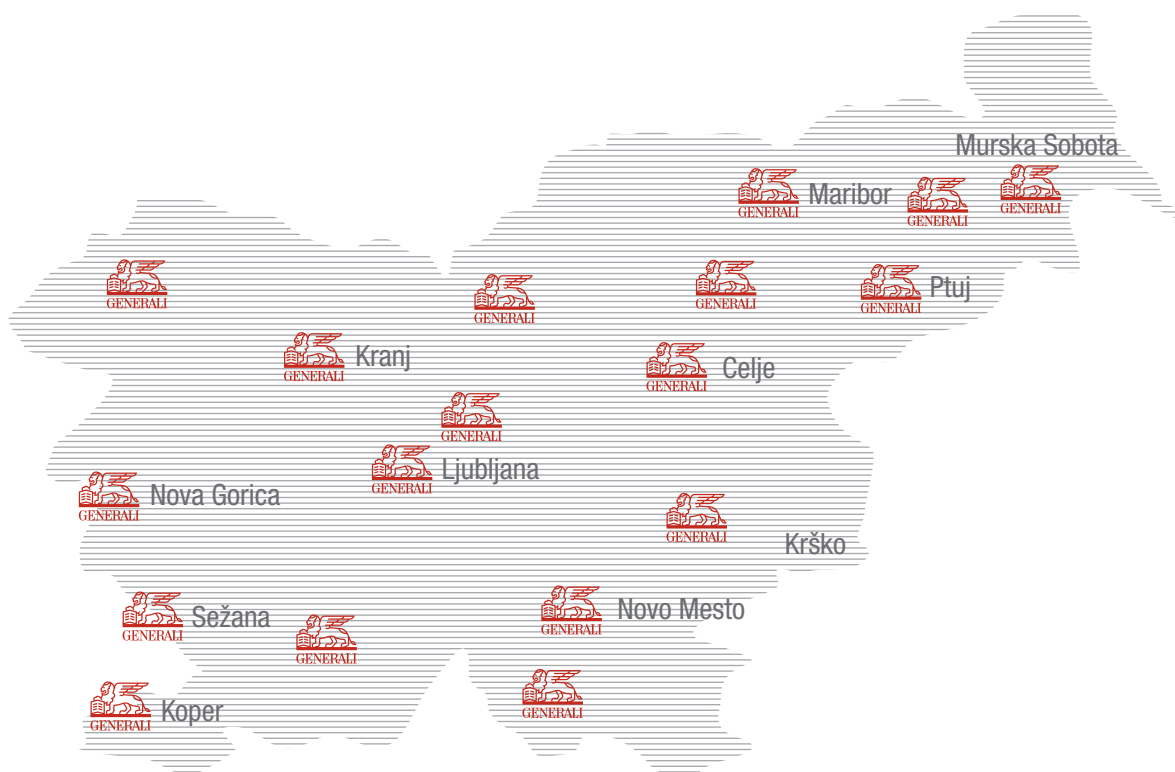 Murska Sobota
GENERALI
GENERALI Maribor
GENERALI
GENERALI
GENERALI
GENERALI
GENERALI Ptuj
GENERALI Kranj
GENERALI Celje
GENERALI
GENERALI Ljubljana
GENERALI Nova Gorica
GENERALI
Krško
GENERALI Sežana
GENERALI Novo Mesto
GENERALI
GENERALI Koper
GENERALI